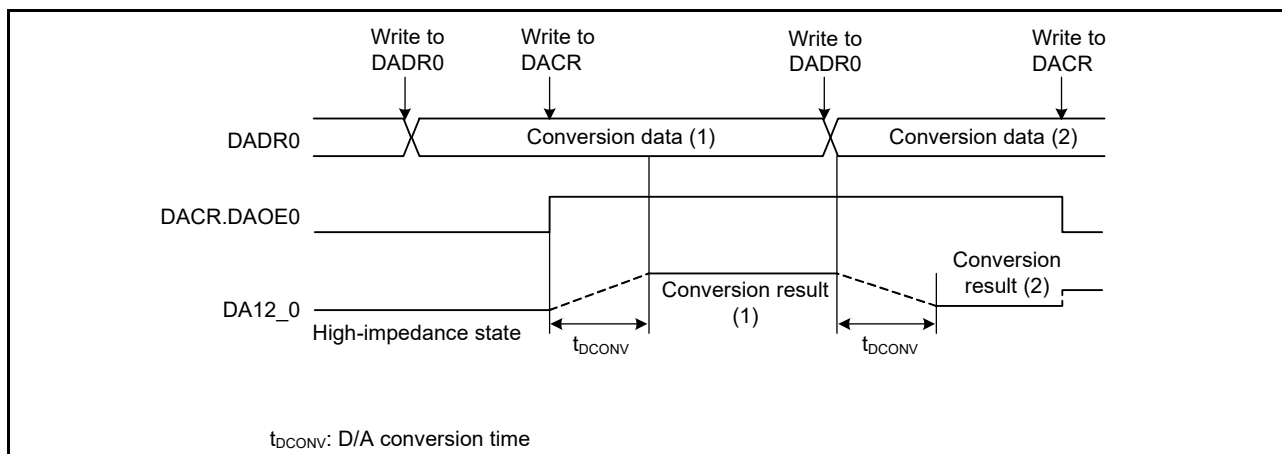 Write to
DADR0
Write to
DACR
Write to
DADR0
Write to
DACR
DADR0
Conversion data (1)
Conversion data (2)
DACR.DAOE0
DA12_0
High-impedance state
Conversion result
(1)
Conversion
result (2)
tDCONV
tDCONV
tDCONV: D/A conversion time